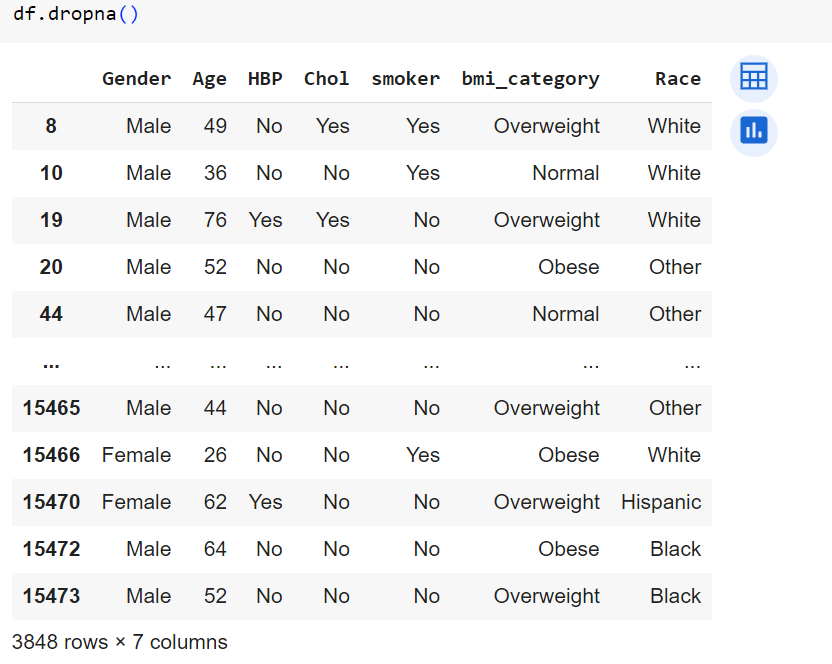 df.dropna()
Gender Age HBP Chol smoker bmi_category Race
8 Male 49 No Yes Yes Overweight White
10 Male 36 No No Yes Normal White
19 Male 76 Yes Yes No Overweight White
20 Male 52 No No No Obese Other
44 Male 47 No No No Normal Other
... ... ... ... ... ... ... ...
15465 Male 44 No No No Overweight Other
15466 Female 26 No No Yes Obese White
15470 Female 62 Yes No No Overweight Hispanic
15472 Male 64 No No No Obese Black
15473 Male 52 No No No Overweight Black
3848 rows × 7 columns